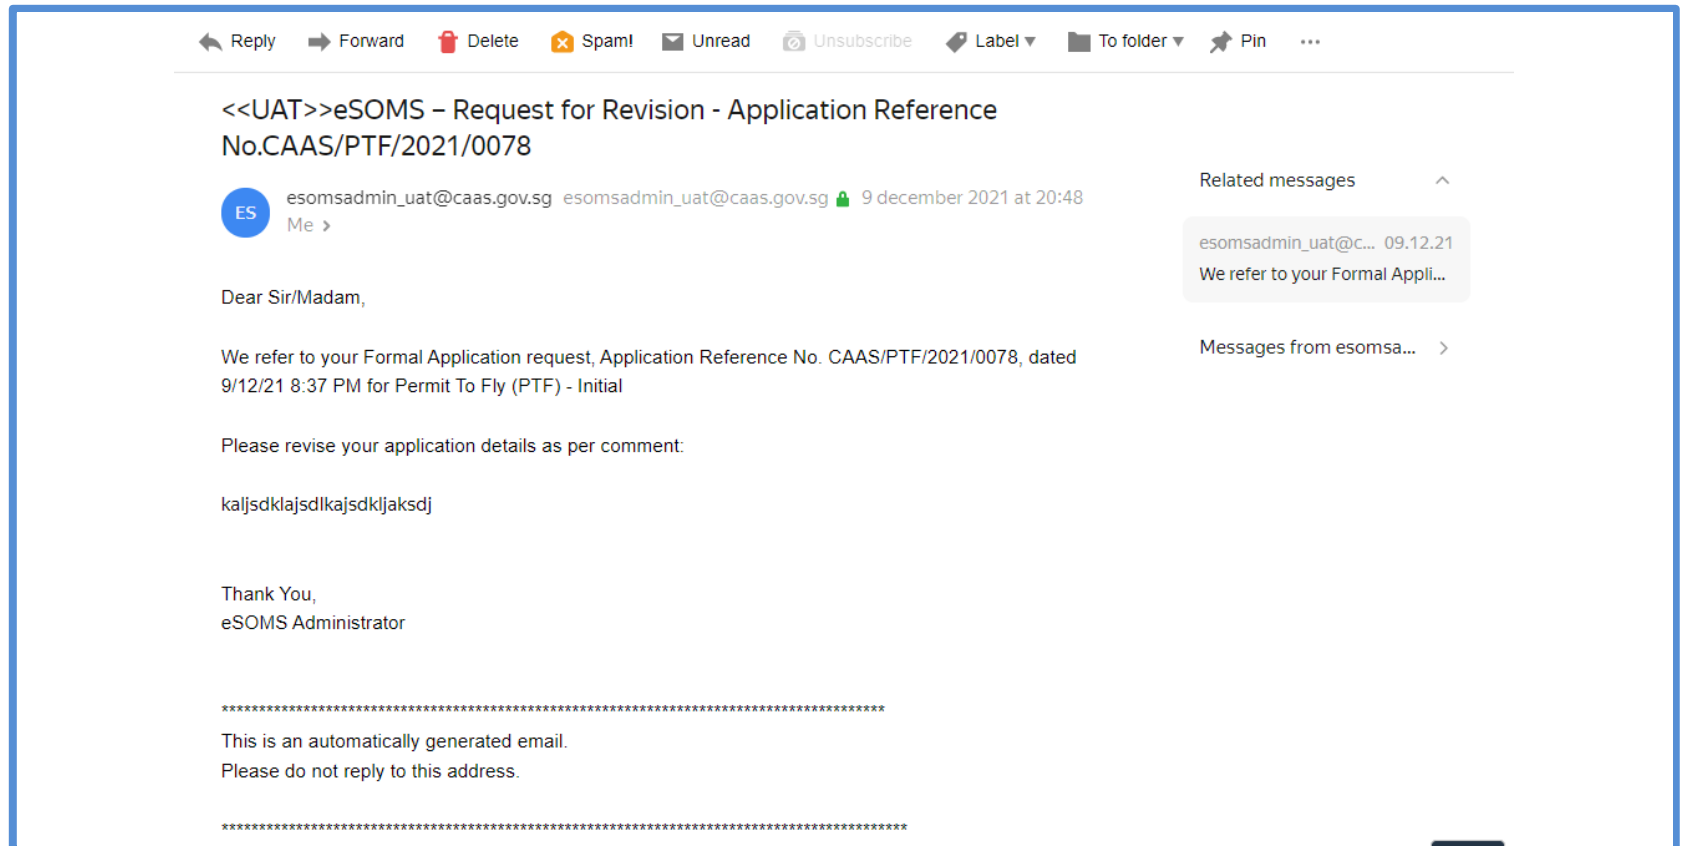 Reply Forward Delete Spam! Unread Unsubscribe Label To folder Pin ...
<<UAT>>eSOMS – Request for Revision - Application Reference
No.CAAS/PTF/2021/0078
ES
esomsadmin_uat@caas.gov.sg esomsadmin_uat@caas.gov.sg 9 december 2021 at 20:48
Me
Dear Sir/Madam,
We refer to your Formal Application request, Application Reference No. CAAS/PTF/2021/0078, dated
9/12/21 8:37 PM for Permit To Fly (PTF) - Initial
Please revise your application details as per comment:
kaljsdklajsdlkajsdkljaksdj
Thank You,
eSOMS Administrator
*****************************************************************************************
This is an automatically generated email.
Please do not reply to this address.
********************************************************************************************
Related messages
esomsadmin_uat@c... 09.12.21
We refer to your Formal Appli...
Messages from esomsa...